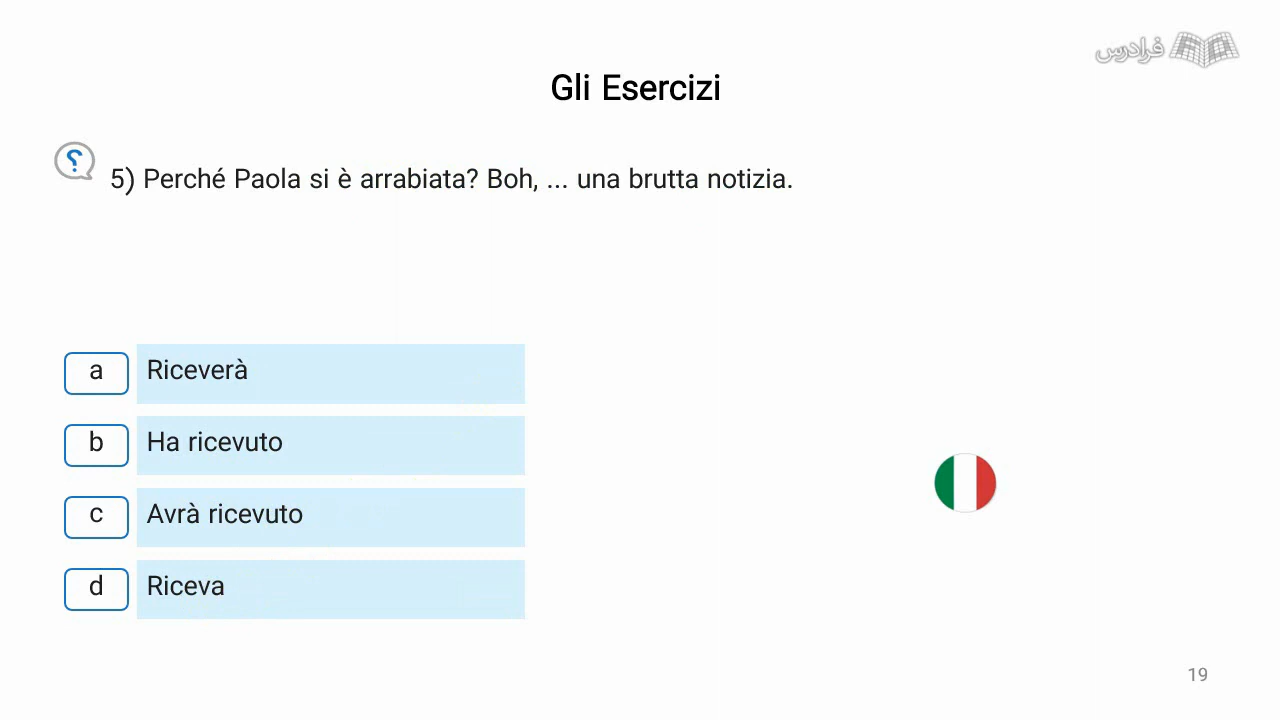 فرادرس
Gli Esercizi
؟
5) Perché Paola si è arrabiata? Boh, ... una brutta notizia.
a Riceverà
b Ha ricevuto
c Avrà ricevuto
d Riceva
19